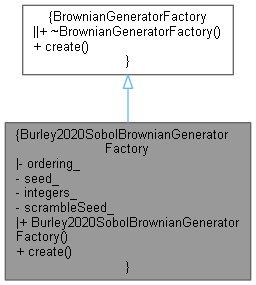 {BrownianGeneratorFactory
||+ ~BrownianGeneratorFactory()
+ create()
}
{Burley2020SobolBrownianGenerator
Factory
|- ordering_
- seed_
- integers_
- scrambleSeed_
|+ Burley2020SobolBrownianGenerator
Factory()
+ create()
}